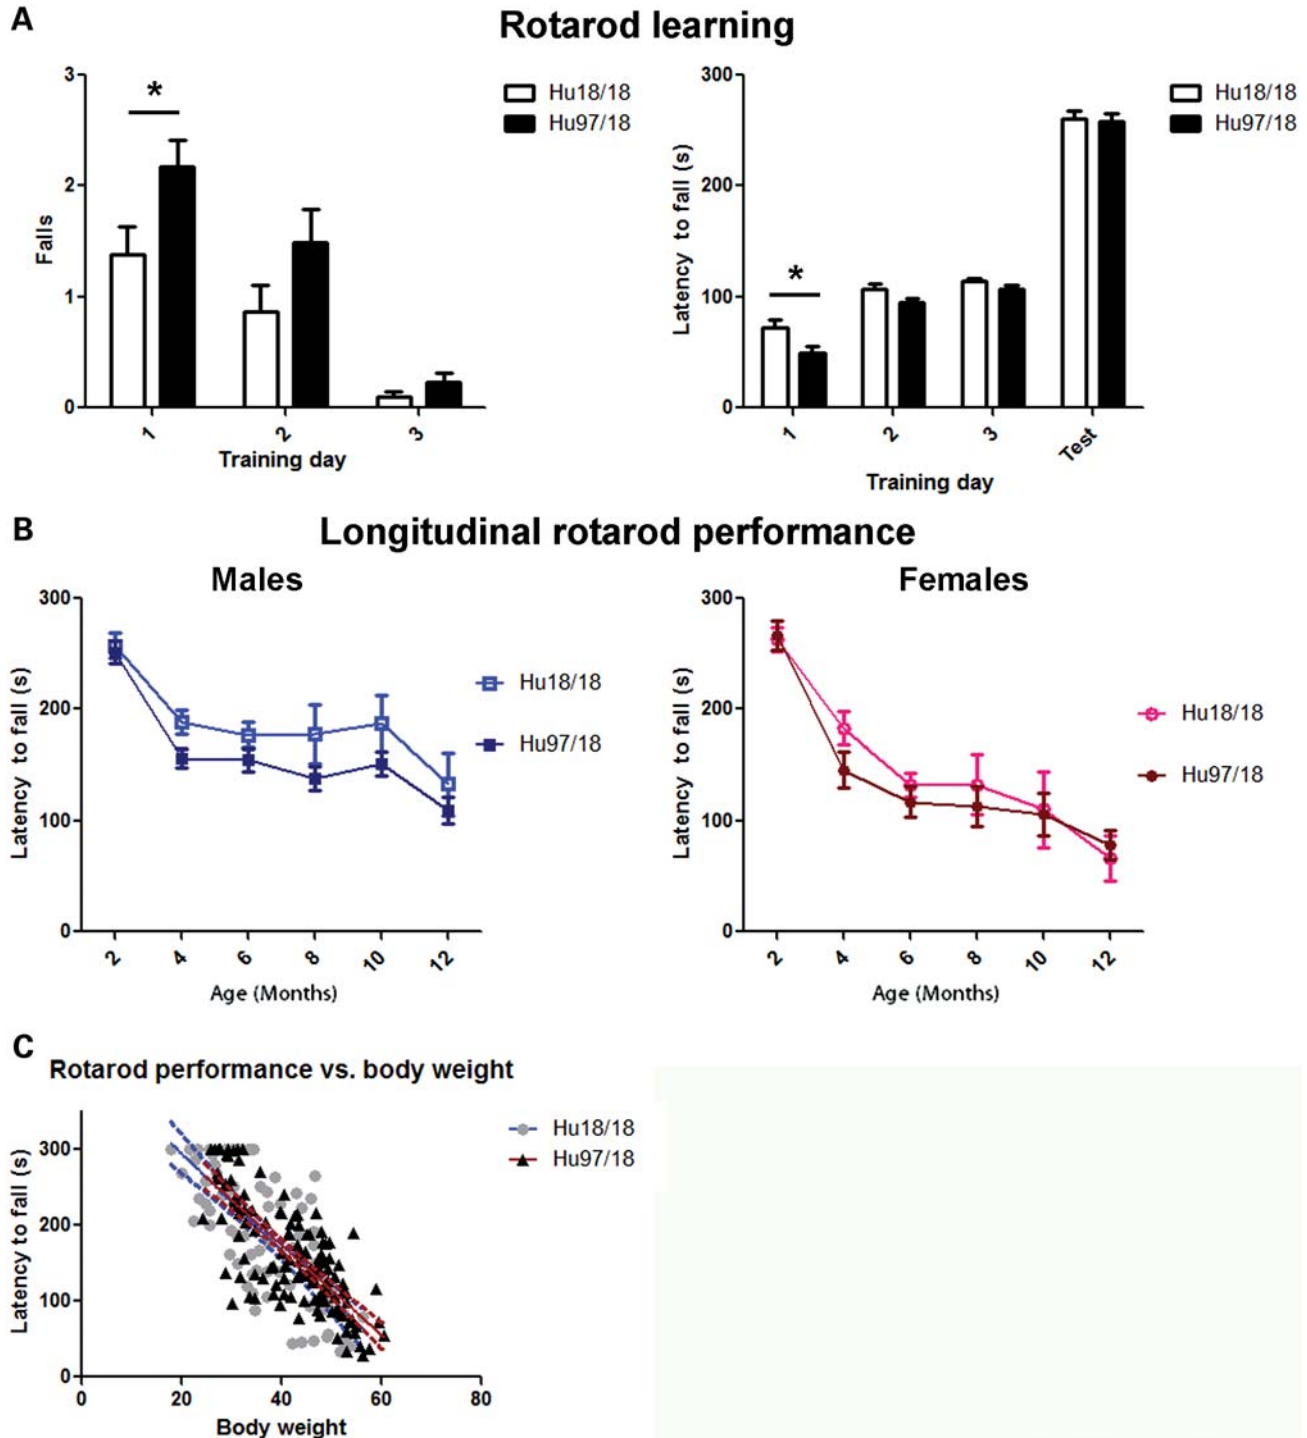 A
Rotarod learning
3
2
1
0
Falls
*
1
2
3
Training day
Hu18/18
Hu97/18
300
200
100
0
Latency to fall (s)
*
1
2
3
Test
Training day
Hu18/18
Hu97/18
B
Longitudinal rotarod performance
Males
300
200
100
0
Latency to fall (s)
2
4
6
8
10
12
Age (Months)
Hu18/18
Hu97/18
Females
300
200
100
0
Latency to fall (s)
2
4
6
8
10
12
Age (Months)
Hu18/18
Hu97/18
C
Rotarod performance vs. body weight
300
200
100
0
Latency to fall (s)
0
20
40
60
80
Body weight
Hu18/18
Hu97/18